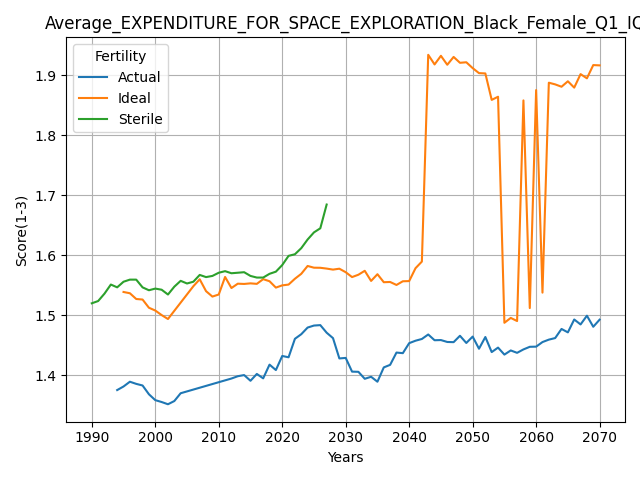 Average_EXPENDITURE_FOR_SPACE_EXPLORATION_Black_Female_Q1_IQ
Fertility
Actual
Ideal
Sterile
Score(1-3)
1.9
1.8
1.7
1.6
1.5
1.4
1990 2000 2010 2020 2030 2040 2050 2060 2070
Years